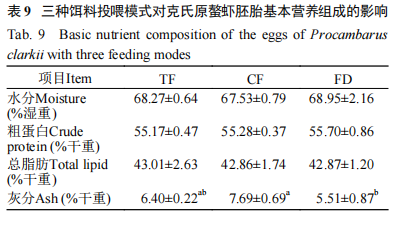 表 9 三种饵料投喂模式对克氏原螯虾胚胎基本营养组成的影响
Tab. 9 Basic nutrient composition of the eggs of Procambarus
clarkii with three feeding modes
项目Item TF CF FD
水分Moisture
(%湿重) 68.27±0.64 67.53±0.79 68.95±2.16
粗蛋白Crude
protein (%干重) 55.17±0.47 55.28±0.37 55.70±0.86
总脂肪Total lipid
(%干重) 43.01±2.63 42.86±1.74 42.87±1.20
灰分Ash (%干重) 6.40±0.22ab 7.69±0.69a 5.51±0.87b